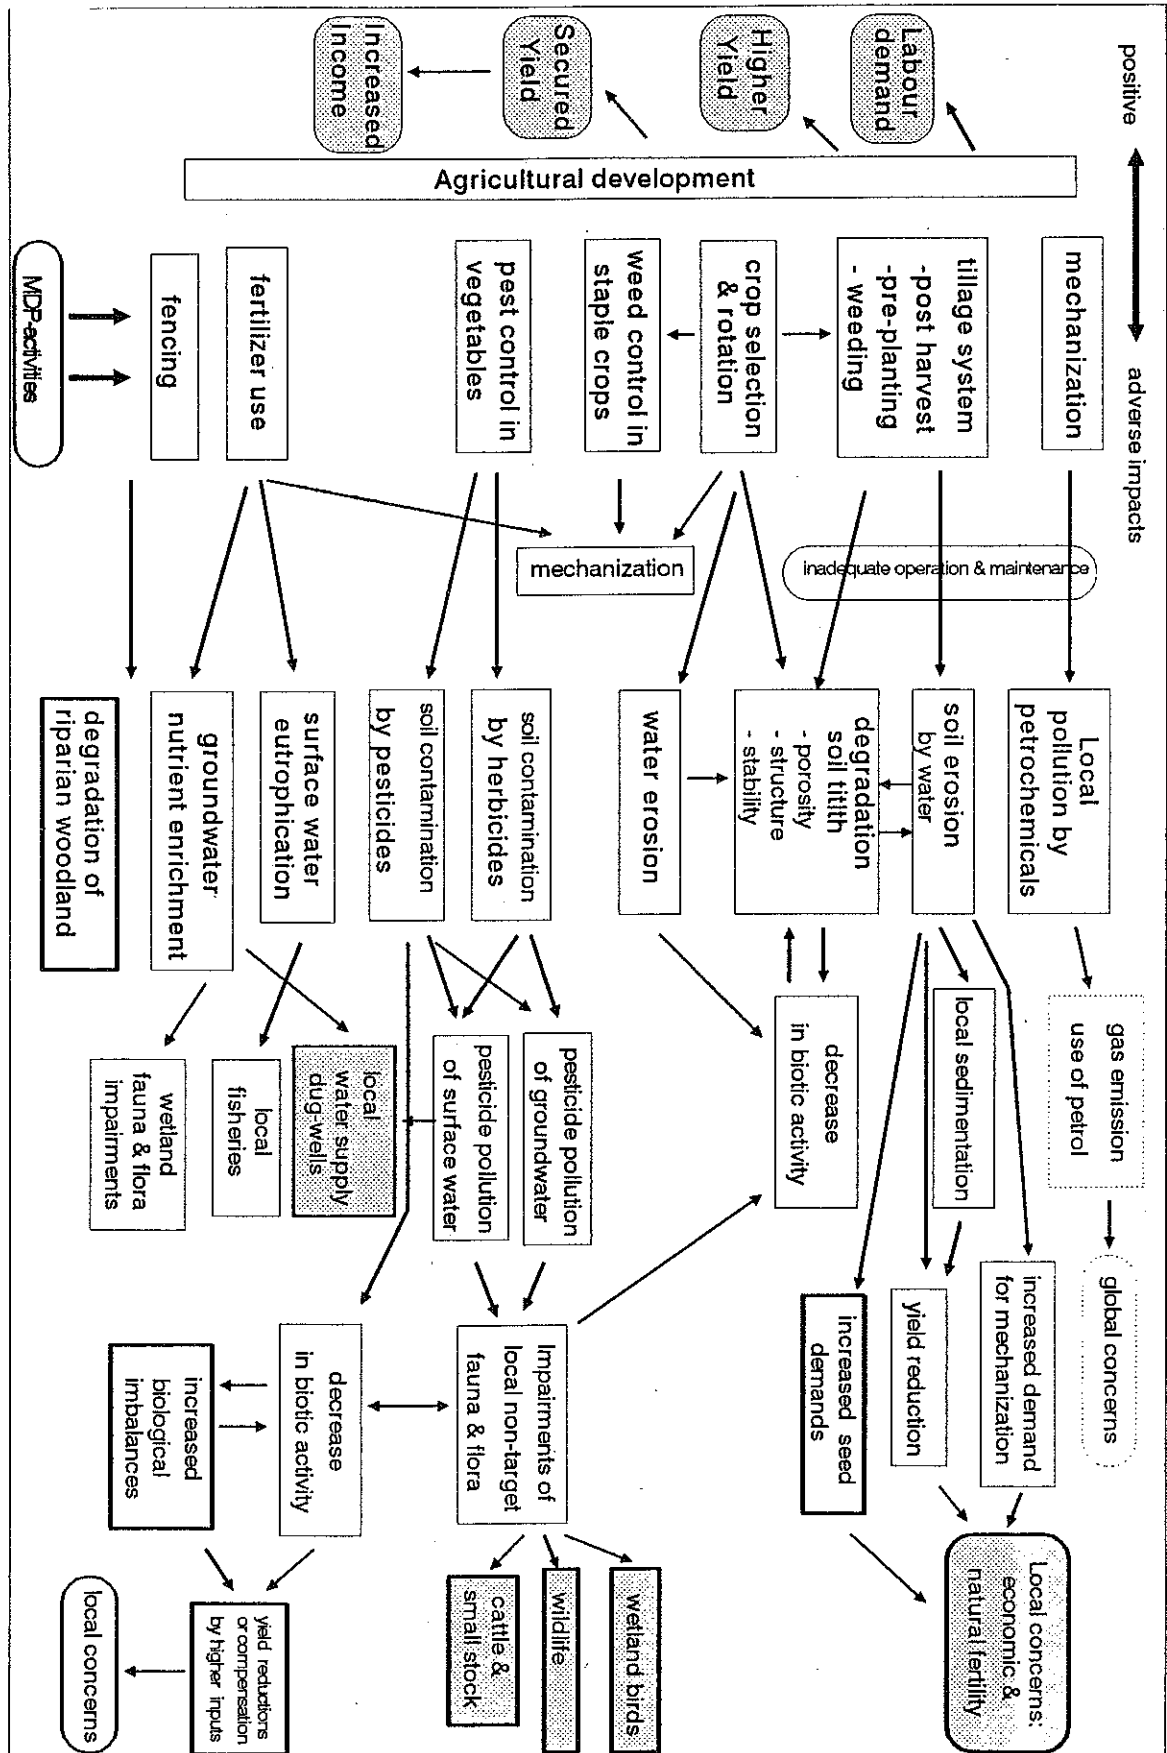 positive
adverse impacts
Labour
demand
Higher
Yield
Secured
Yield
Increased
Income
Agricultural development
mechanization
tillage system
-post harvest
-pre-planting
- weeding
crop selection
& rotation
weed control in
staple crops
pest control in
vegetables
fertilizer use
fencing
MDP-activities
inadequate operation & maintenance
mechanization
Local
pollution by
petrochemicals
soil erosion
by water
degradation
soil titlth
- porosity
- structure
- stability
water erosion
soil contamination
by herbicides
soil contamination
by pesticides
surface water
eutrophication
groundwater
nutrient enrichment
degradation of
riparian woodland
gas emission
use of petrol
local sedimentation
decrease
in biotic activity
pesticide pollution
of groundwater
pesticide pollution
of surface water
local
water supply
dug-wells
local
fisheries
wetland
fauna & flora
impairments
global concerns
increased demand
for mechanization
yield reduction
increased seed
demands
Impairments of
local non-target
fauna & flora
decrease
in biotic activity
increased
biological
imbalances
Local concerns:
economic &
natural fertility
wetland birds
wildlife
cattle &
small stock
yield reductions
or compensation
by higher inputs
local concerns